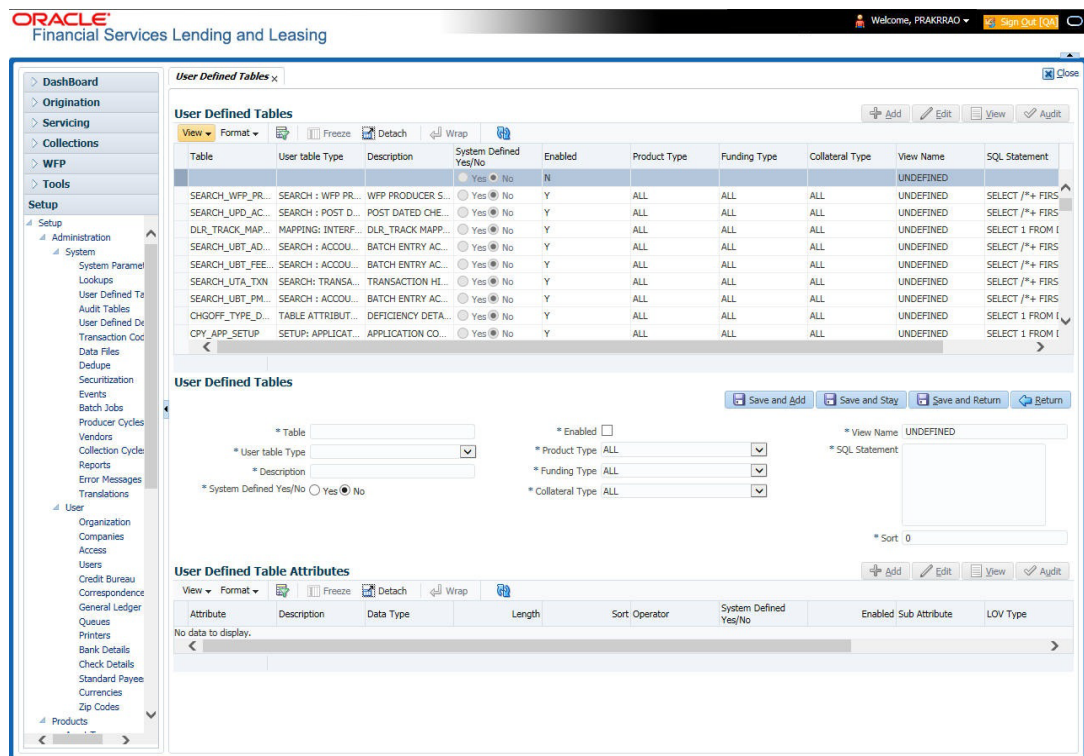 ORACLE
Financial Services Lending and Leasing
Welcome, PRAKRRAO
Sign Out [QA]
DashBoard
Origination
Servicing
Collections
WFP
Tools
Setup
Setup
Administration
System
System Paramet
Lookups
User Defined Ta
Audit Tables
User Defined De
Transaction Cod
Data Files
Dedupe
Securitization
Events
Batch Jobs
Producer Cycles
Vendors
Collection Cycles
Reports
Error Messages
Translations
User
Organization
Companies
Access
Users
Credit Bureau
Correspondence
General Ledger
Queues
Printers
Bank Details
Check Details
Standard Payee
Currencies
Zip Codes
Products
User Defined Tables x
Close
User Defined Tables
Add Edit View Audit
View Format Freeze Detach Wrap
Table User table Type Description System Defined Yes/No Enabled Product Type Funding Type Collateral Type View Name SQL Statement
Yes No N UNDEFINED
SEARCH_WFP_PR... SEARCH : WFP PR... WFP PRODUCER S... Yes No Y ALL ALL ALL UNDEFINED SELECT /*+ FIRS
SEARCH_UPD_AC... SEARCH : POST D... POST DATED CHE... Yes No Y ALL ALL ALL UNDEFINED SELECT /*+ FIRS
DLR_TRACK_MAP... MAPPING: INTERF... DLR_TRACK MAPP... Yes No Y ALL ALL ALL UNDEFINED SELECT 1 FROM D
SEARCH_UBT_AD... SEARCH : ACCOU... BATCH ENTRY AC... Yes No Y ALL ALL ALL UNDEFINED SELECT /*+ FIRS
SEARCH_UBT_FEE... SEARCH : ACCOU... BATCH ENTRY AC... Yes No Y ALL ALL ALL UNDEFINED SELECT /*+ FIRS
SEARCH_UTA_TXN SEARCH: TRANSA... TRANSACTION HI... Yes No Y ALL ALL ALL UNDEFINED SELECT /*+ FIRS
SEARCH_UBT_PM... SEARCH : ACCOU... BATCH ENTRY AC... Yes No Y ALL ALL ALL UNDEFINED SELECT /*+ FIRS
CHGOFF_TYPE_D... TABLE ATTRIBUT... DEFICIENCY DETA... Yes No Y ALL ALL ALL UNDEFINED SELECT 1 FROM D
CPY_APP_SETUP SETUP: APPLICAT... APPLICATION CO... Yes No Y ALL ALL ALL UNDEFINED SELECT 1 FROM D
User Defined Tables
Save and Add Save and Stay Save and Return Return
* Table
* User table Type
* Description
* System Defined Yes/No Yes No
* Enabled
* Product Type ALL
* Funding Type ALL
* Collateral Type ALL
* View Name UNDEFINED
* SQL Statement
* Sort 0
User Defined Table Attributes
Add Edit View Audit
View Format Freeze Detach Wrap
Attribute Description Data Type Length Sort Operator System Defined Yes/No Enabled Sub Attribute LOV Type
No data to display.